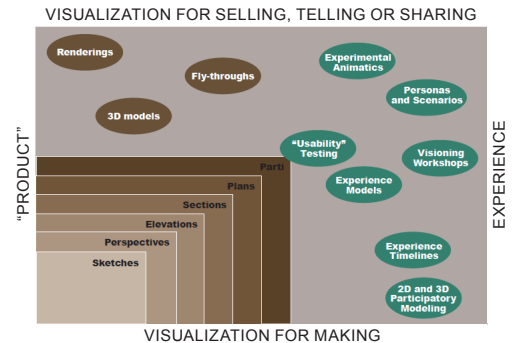 VISUALIZATION FOR SELLING, TELLING OR SHARING
Renderings
Fly-throughs
3D models
Experimental
Animatics
Personas
and Scenarios
"Usability"
Testing
Visioning
Workshops
Experience
Models
"PRODUCT"
EXPERIENCE
Parti
Plans
Sections
Elevations
Perspectives
Sketches
Experience
Timelines
2D and 3D
Participatory
Modeling
VISUALIZATION FOR MAKING